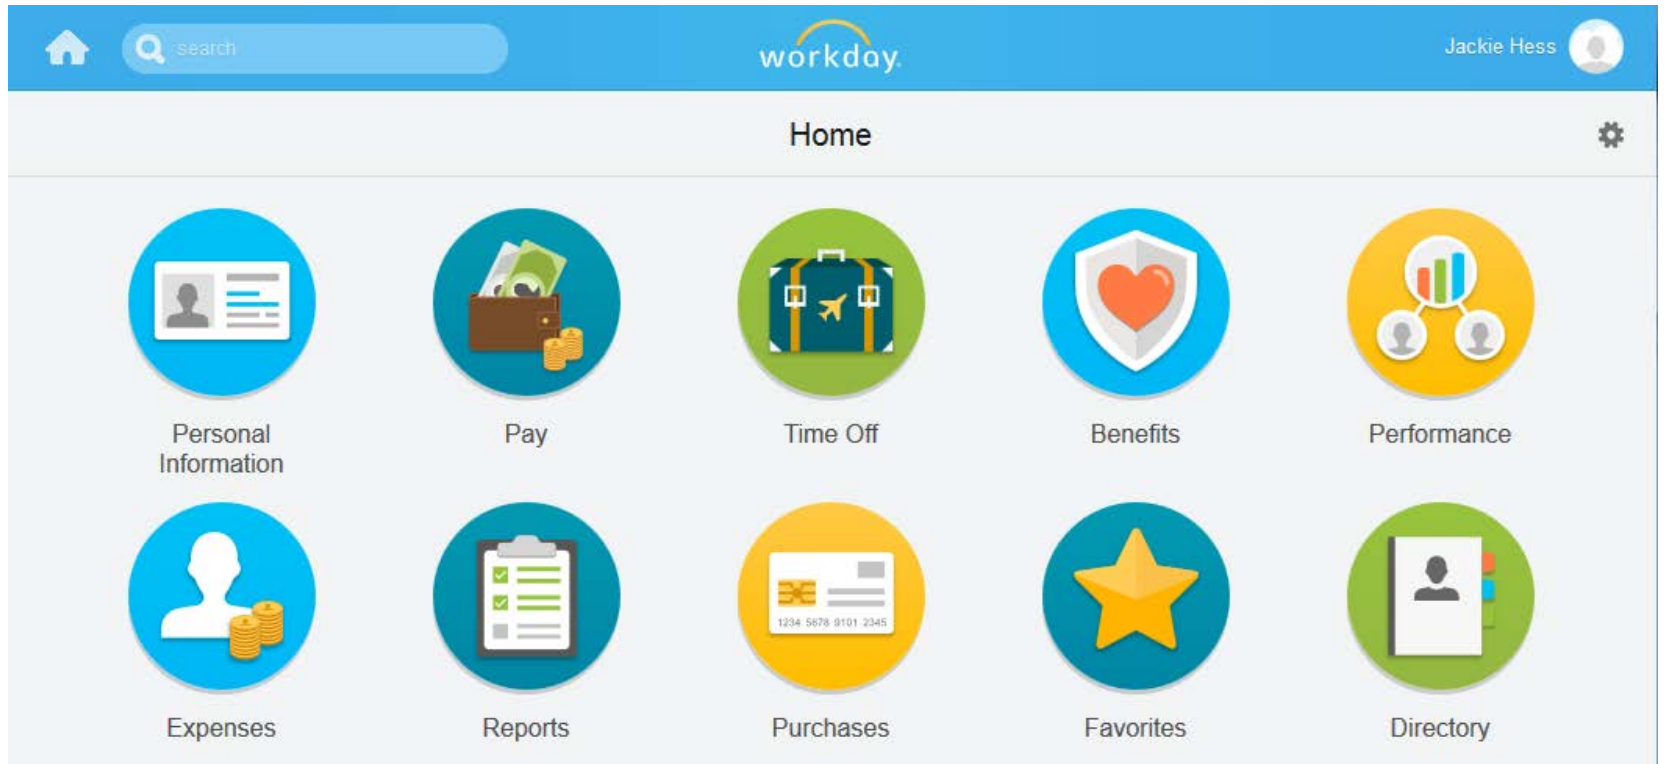 search
workday.
Jackie Hess
Home
Personal
Information
Pay
Time Off
Benefits
Performance
1234 5678 9101 2345
Expenses
Reports
Purchases
Favorites
Directory